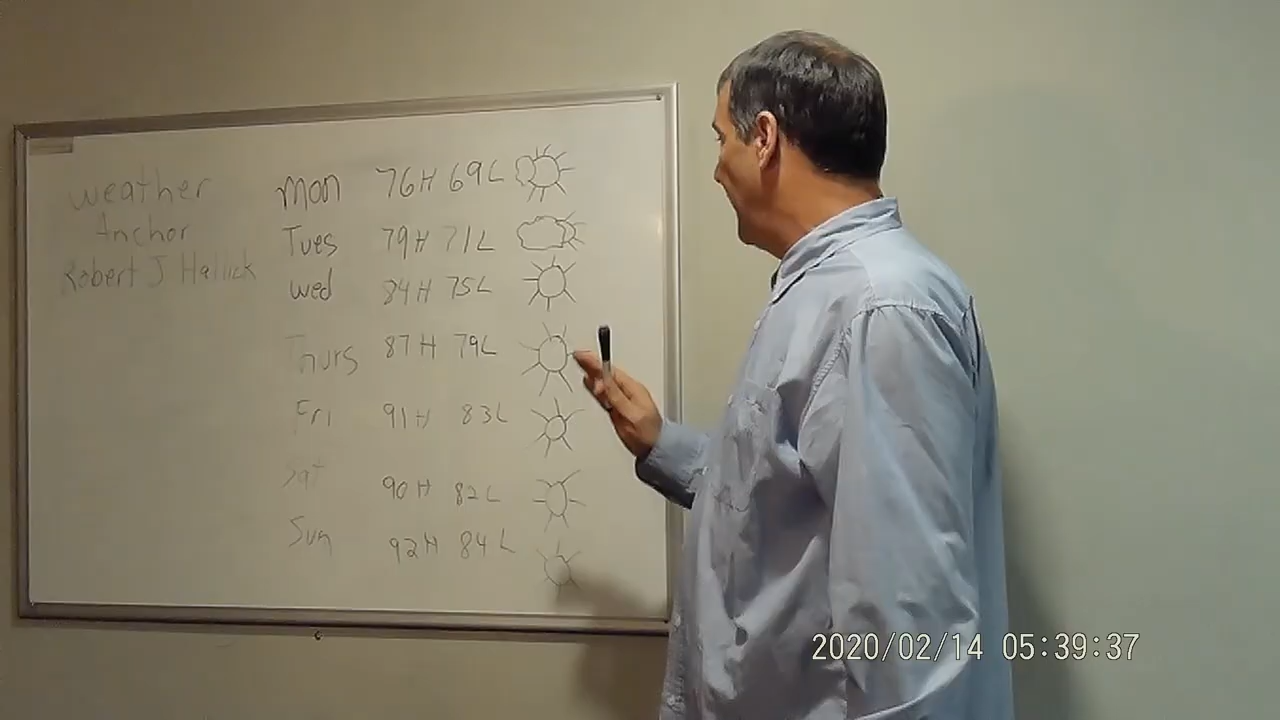 weather
Anchor
Robert J Hallick
Mon 76H 69L
Tues 79H 71L
wed 84H 75L
Thurs 87H 79L
Fri 91H 83L
Sat 90H 82L
Sun 92H 84L
2020/02/14 05:39:37